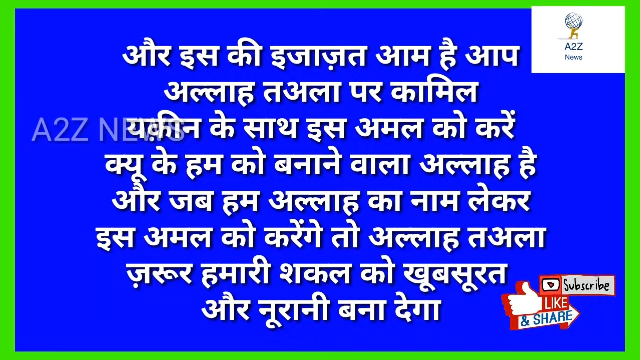 और इस की इजाज़त आम है आप
अल्लाह तअला पर कामिल
यक़ीन के साथ इस अमल को करें
क्यू के हम को बनाने वाला अल्लाह है
और जब हम अल्लाह का नाम लेकर
इस अमल को करेंगे तो अल्लाह तअला
ज़रूर हमारी शकल को खूबसूरत
और नूरानी बना देगा
A2Z
News
A2Z NEWS
Subscribe
LIKE
& SHARE